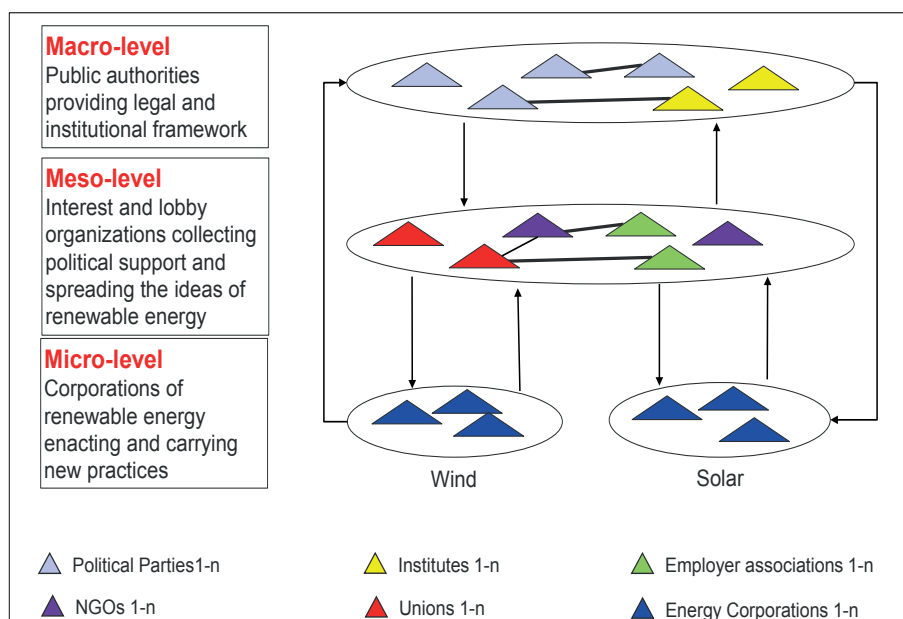 Macro-level
Public authorities
providing legal and
institutional framework
Meso-level
Interest and lobby
organizations collecting
political support and
spreading the ideas of
renewable energy
Micro-level
Corporations of
renewable energy
enacting and carrying
new practices
Wind
Solar
Political Parties1-n
Institutes 1-n
Employer associations 1-n
NGOs 1-n
Unions 1-n
Energy Corporations 1-n